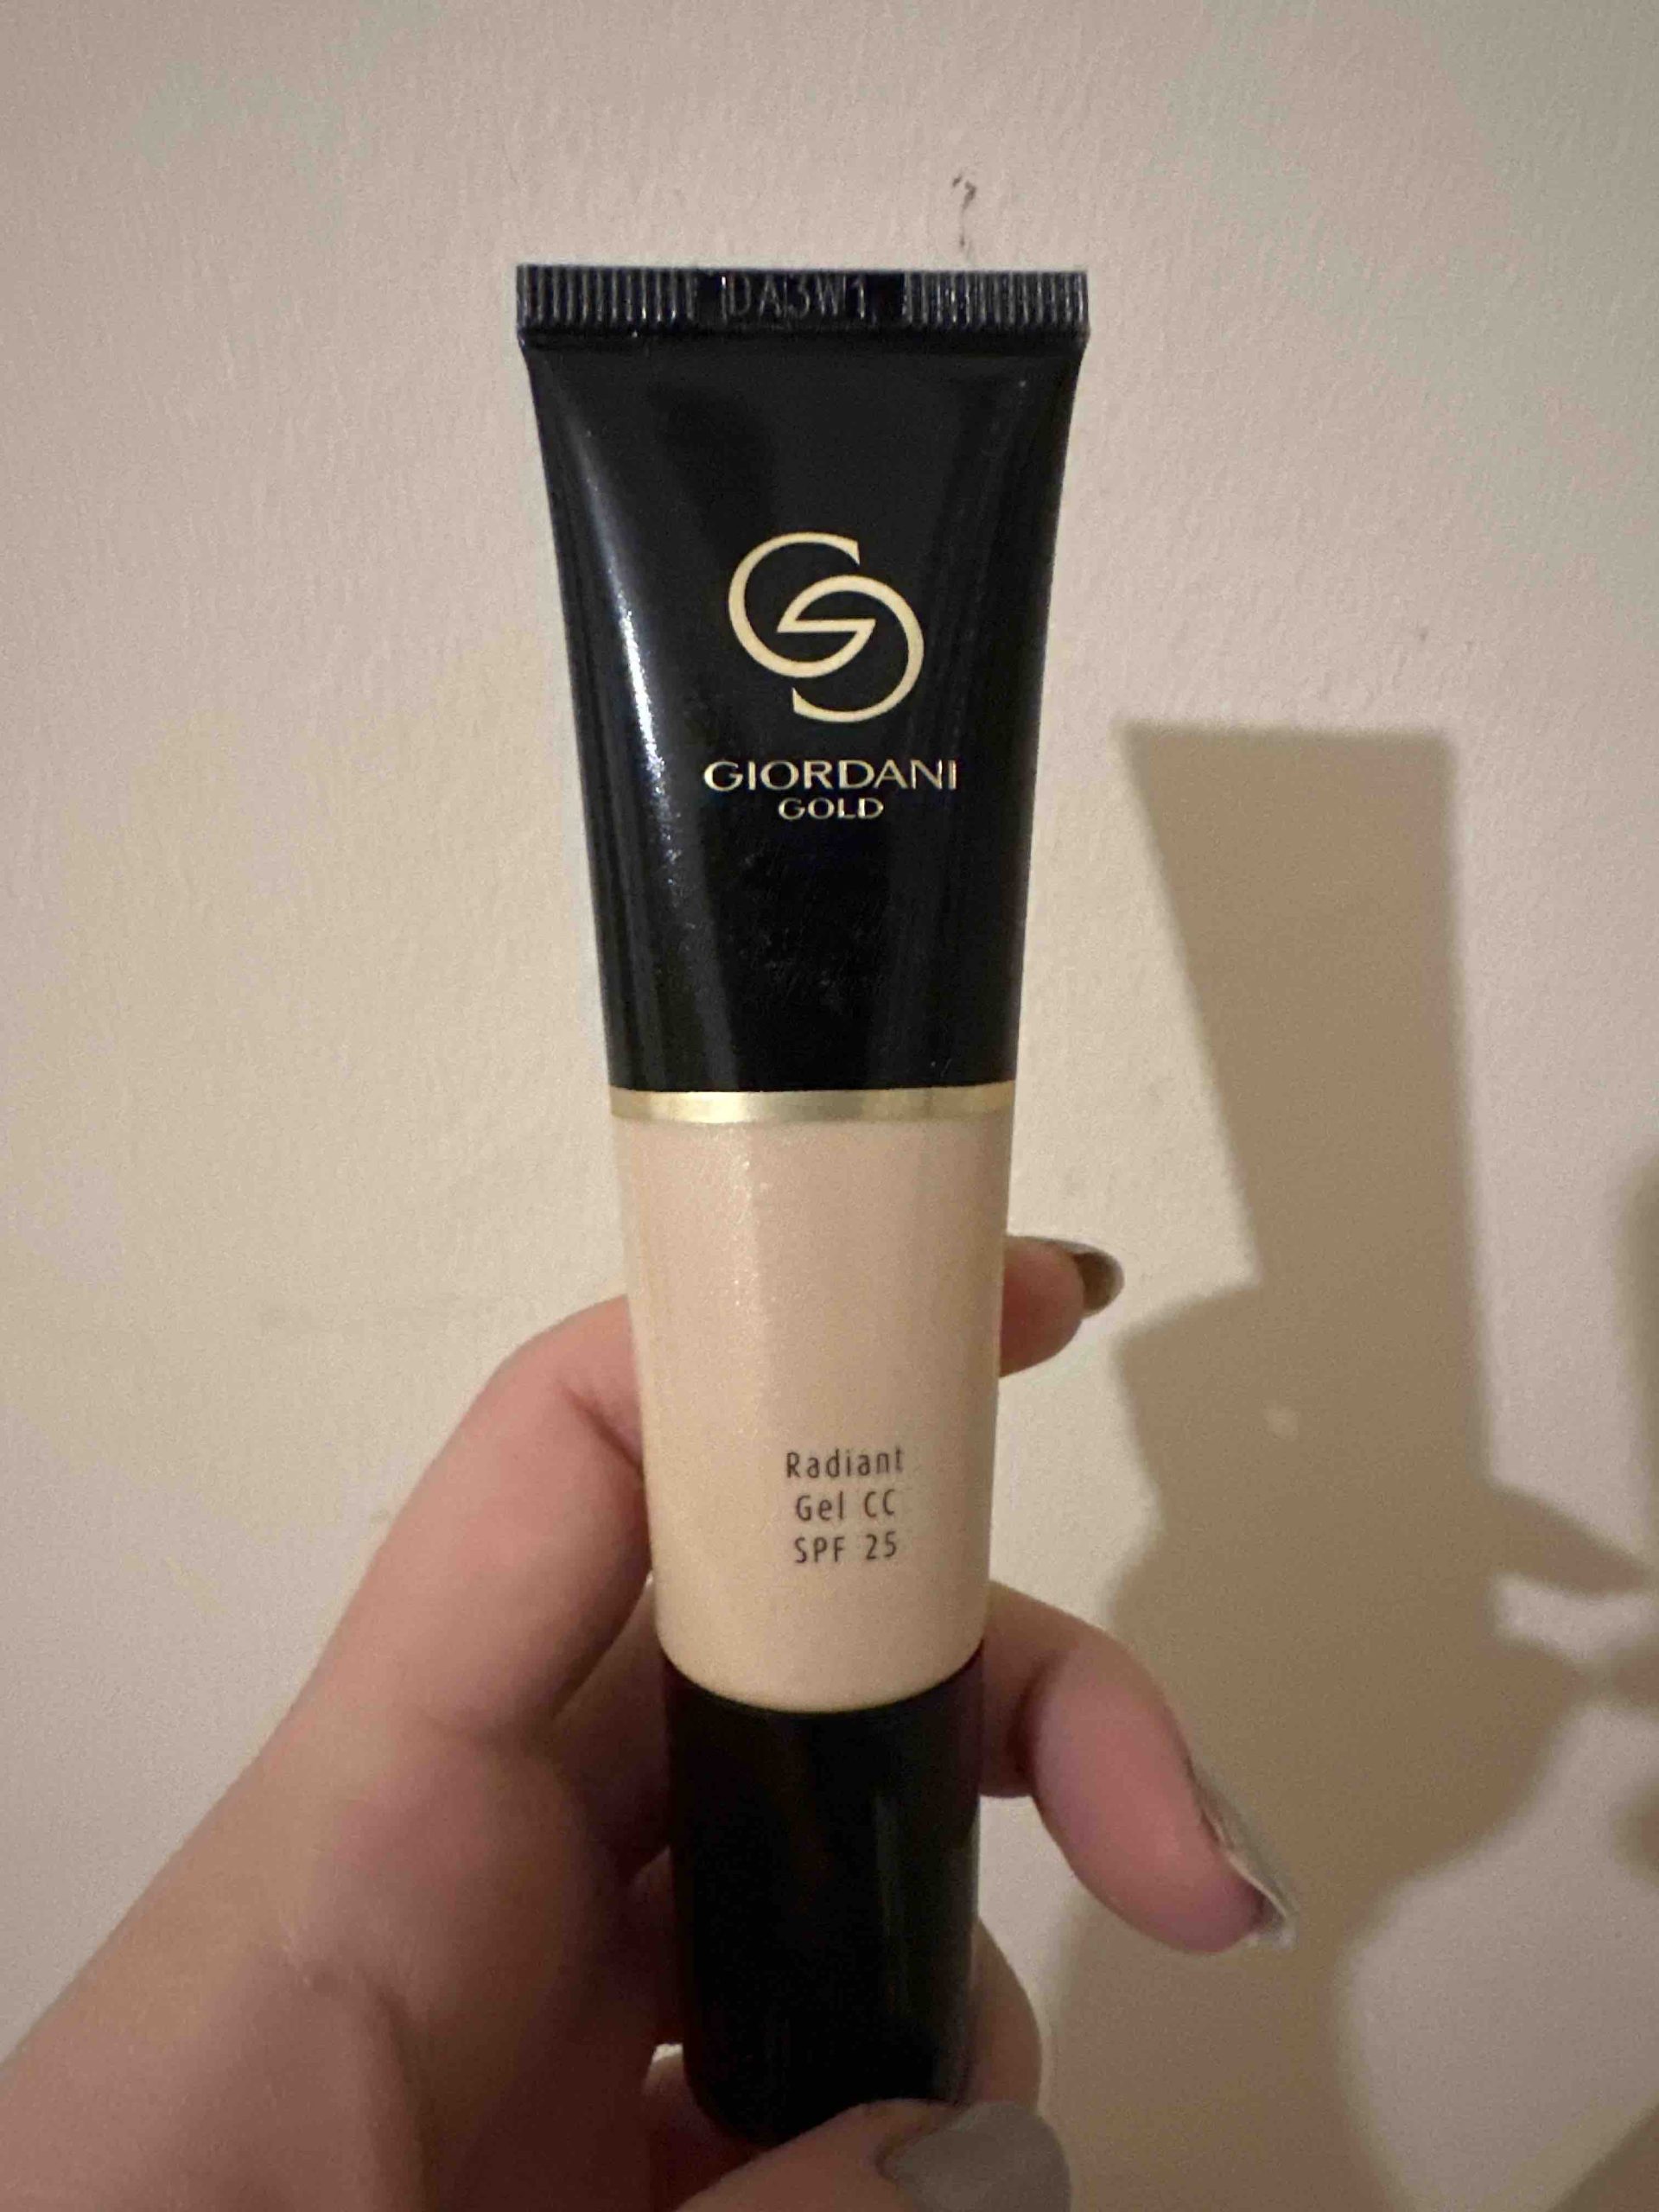 DA3W1
GIORDANI
GOLD
Radiant
Gel CC
SPF 25